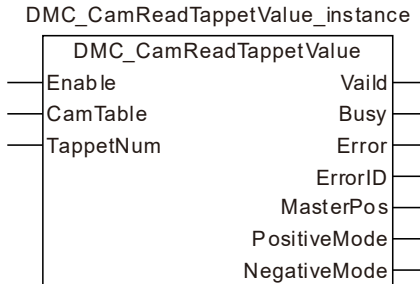 DMC_CamReadTappetValue_instance
DMC_CamReadTappetValue
Enable Vaild
CamTable Busy
TappetNum Error
ErrorID
MasterPos
PositiveMode
NegativeMode